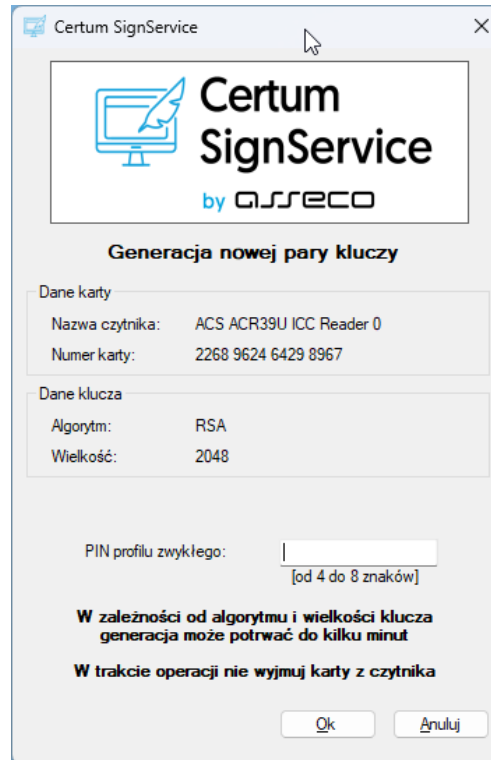 Certum SignService
Certum
SignService
by asseco
Generacja nowej pary kluczy
Dane karty
Nazwa czytnika: ACS ACR39U ICC Reader 0
Numer karty: 2268 9624 6429 8967
Dane klucza
Algorytm: RSA
Wielkość: 2048
PIN profilu zwykłego:
[od 4 do 8 znaków]
W zależności od algorytmu i wielkości klucza
generacja może potrwać do kilku minut
W trakcie operacji nie wyjmuj karty z czytnika
Ok Anuluj